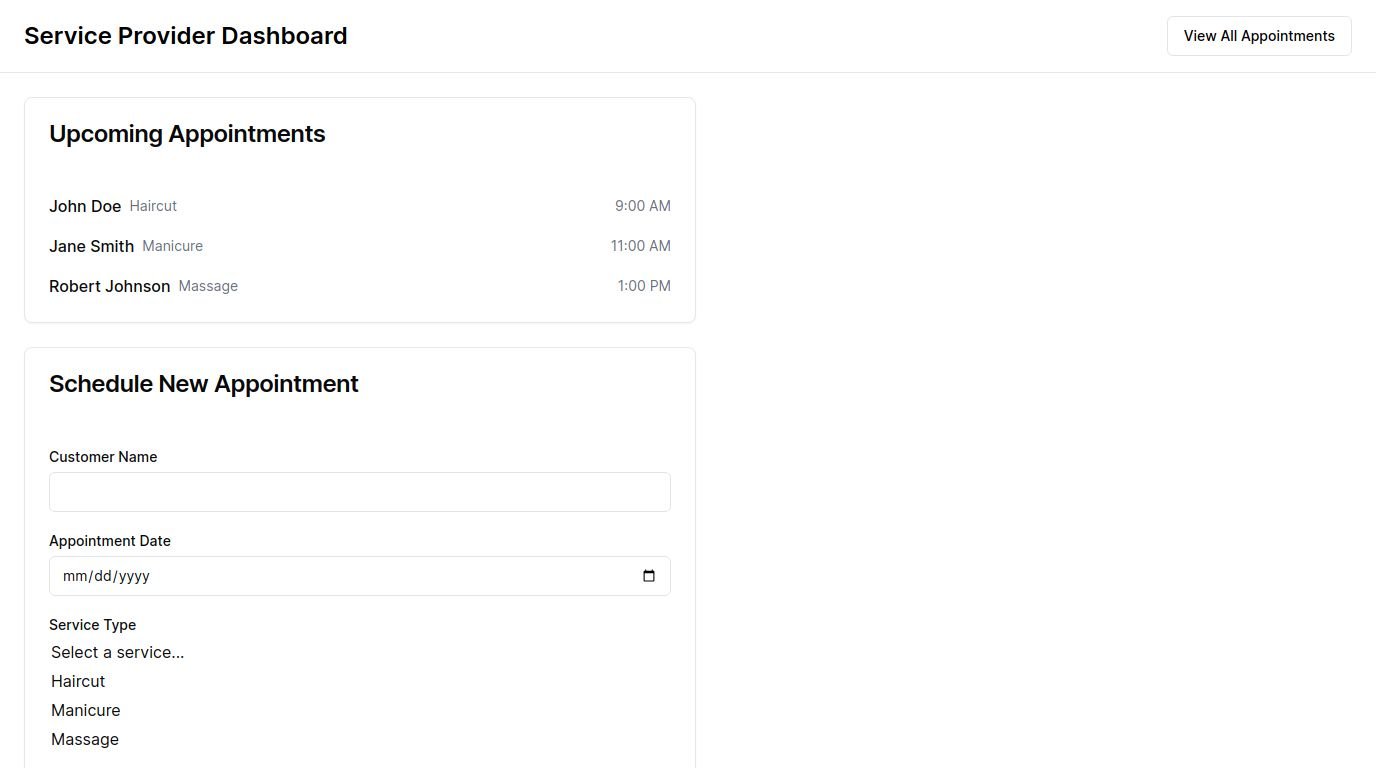 Service Provider Dashboard
View All Appointments
Upcoming Appointments
John Doe Haircut 9:00 AM
Jane Smith Manicure 11:00 AM
Robert Johnson Massage 1:00 PM
Schedule New Appointment
Customer Name
Appointment Date
mm/dd/yyyy
Service Type
Select a service...
Haircut
Manicure
Massage